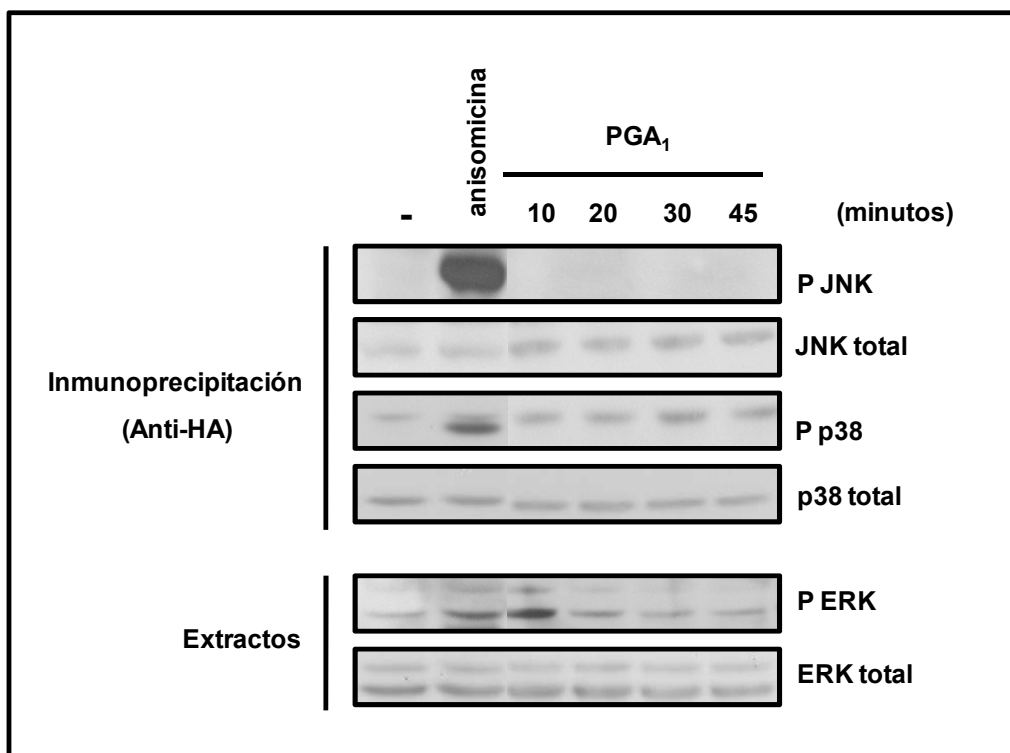 anisomicina
PGA₁
- 10 20 30 45 (minutos)
P JNK
JNK total
Inmunoprecipitación
(Anti-HA)
P p38
p38 total
P ERK
Extractos
ERK total